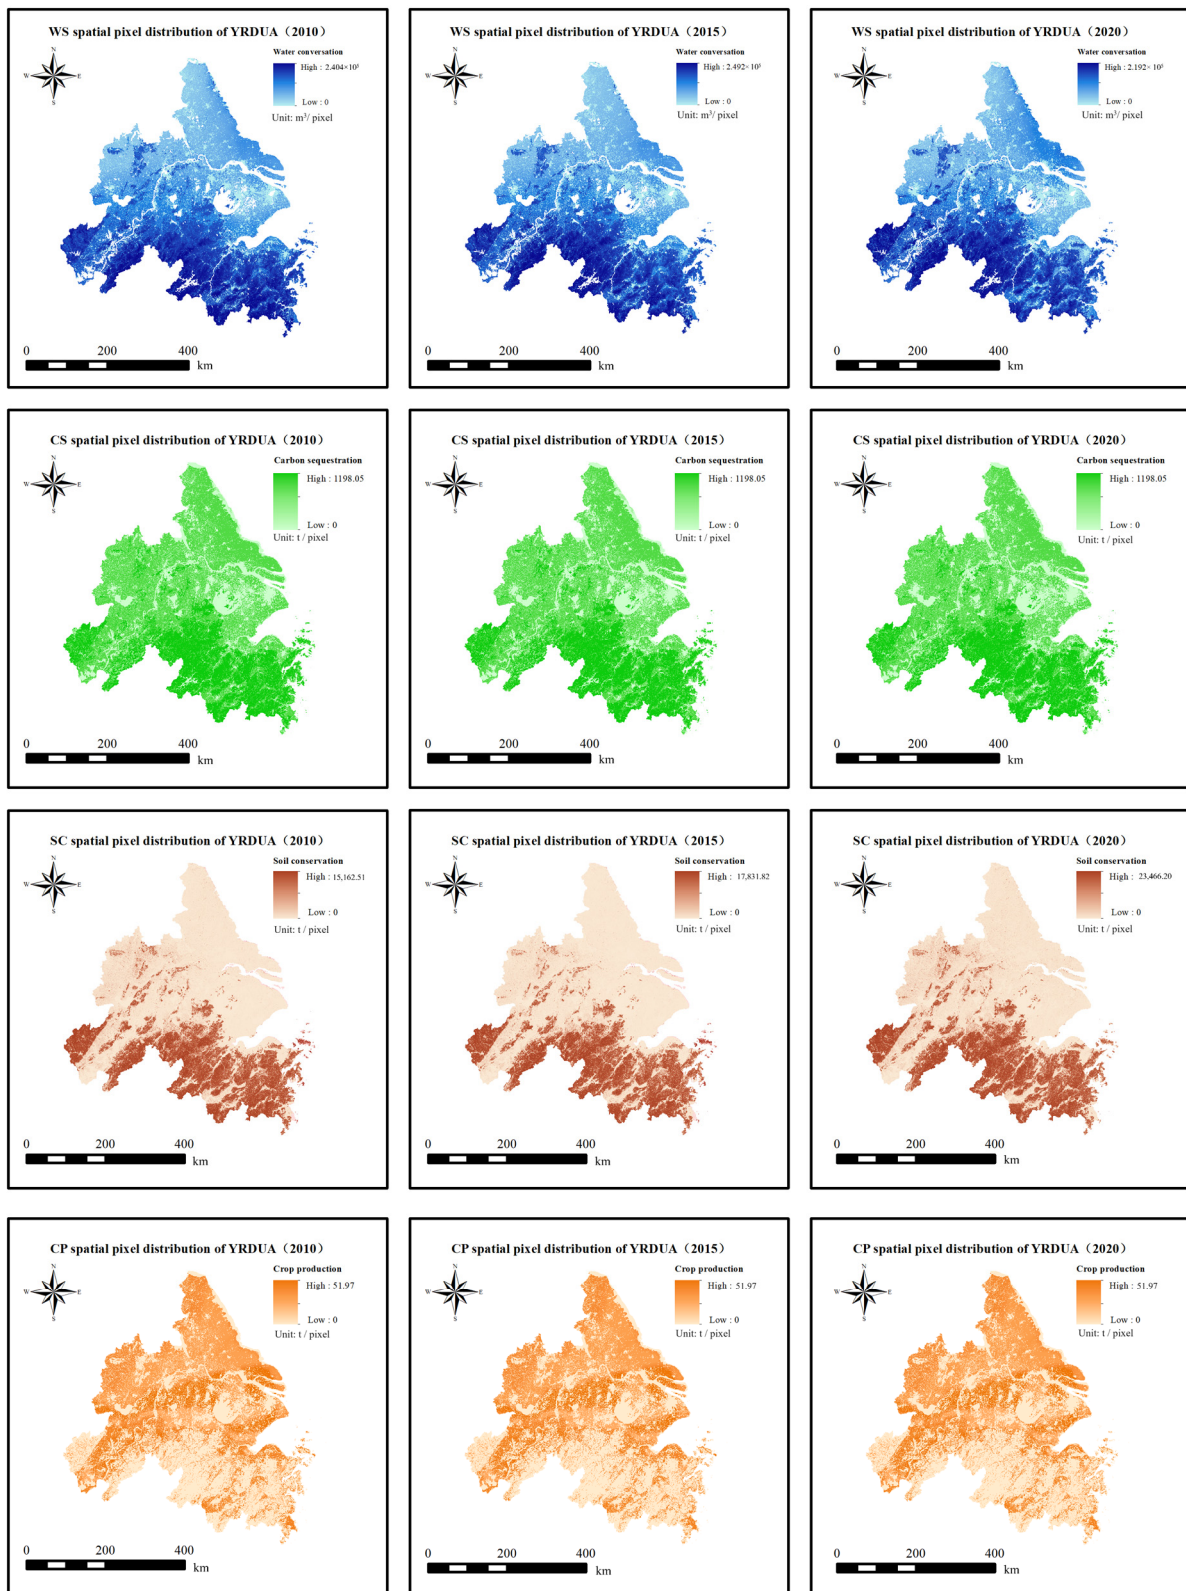 WS spatial pixel distribution of YRDUA（2010）
N
W E
S
Water conversation
High : 2.404×10⁵
Low : 0
Unit: m³/ pixel
0 200 400
km
WS spatial pixel distribution of YRDUA（2015）
N
W E
S
Water conversation
High : 2.492×10⁵
Low : 0
Unit: m³/ pixel
0 200 400
km
WS spatial pixel distribution of YRDUA（2020）
N
W E
S
Water conversation
High : 2.192× 10⁵
Low : 0
Unit: m³/ pixel
0 200 400
km
CS spatial pixel distribution of YRDUA（2010）
N
W E
S
Carbon sequestration
High : 1198.05
Low : 0
Unit: t / pixel
0 200 400
km
CS spatial pixel distribution of YRDUA（2015）
N
W E
S
Carbon sequestration
High : 1198.05
Low : 0
Unit: t / pixel
0 200 400
km
CS spatial pixel distribution of YRDUA（2020）
N
W E
S
Carbon sequestration
High : 1198.05
Low : 0
Unit: t / pixel
0 200 400
km
SC spatial pixel distribution of YRDUA（2010）
N
W E
S
Soil conservation
High : 15,162.51
Low : 0
Unit: t / pixel
0 200 400
km
SC spatial pixel distribution of YRDUA（2015）
N
W E
S
Soil conservation
High : 17,831.82
Low : 0
Unit: t / pixel
0 200 400
km
SC spatial pixel distribution of YRDUA（2020）
N
W E
S
Soil conservation
High : 23,466.20
Low : 0
Unit: t / pixel
0 200 400
km
CP spatial pixel distribution of YRDUA（2010）
N
W E
S
Crop production
High : 51.97
Low : 0
Unit: t / pixel
0 200 400
km
CP spatial pixel distribution of YRDUA（2015）
N
W E
S
Crop production
High : 51.97
Low : 0
Unit: t / pixel
0 200 400
km
CP spatial pixel distribution of YRDUA（2020）
N
W E
S
Crop production
High : 51.97
Low : 0
Unit: t / pixel
0 200 400
km